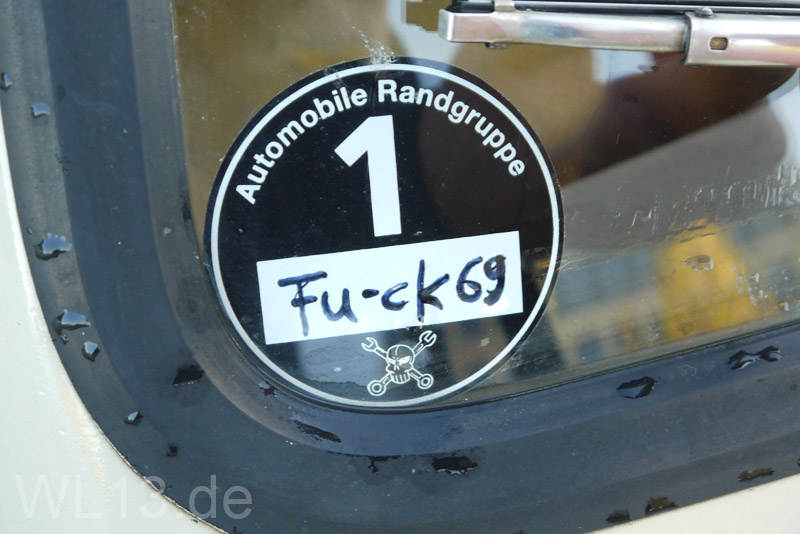 Automobile Randgruppe
1
Fu-ck69
WL13.de